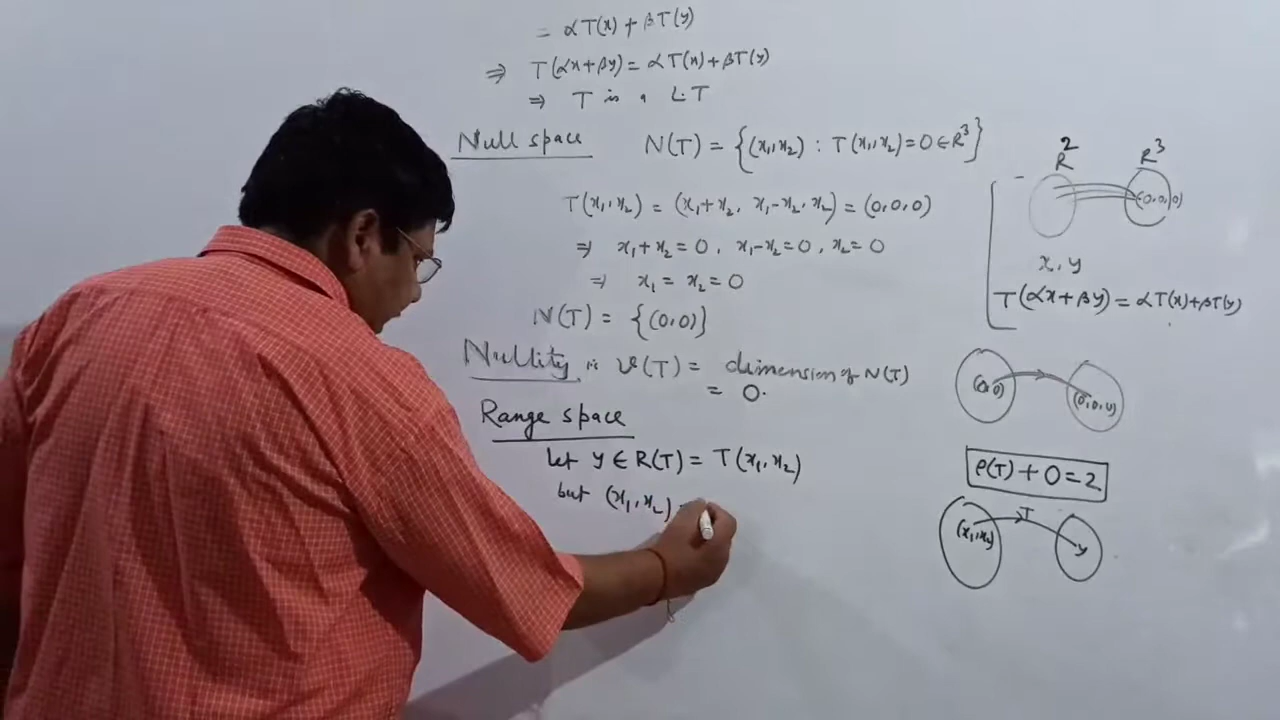 = αT(x) + βT(y)
⇒ T(αx+βy) = αT(x) + βT(y)
⇒ T is a L.T
Null space N(T) = {(x₁,x₂) : T(x₁,x₂) = 0 ∈ R³}
T(x₁,x₂) = (x₁+x₂, x₁-x₂, x₂) = (0,0,0)
⇒ x₁+x₂ = 0, x₁-x₂ = 0, x₂ = 0
⇒ x₁ = x₂ = 0
N(T) = {(0,0)}
Nullity is ν(T) = dimension of N(T)
= 0.
Range space
let y ∈ R(T) = T(x₁,x₂)
but (x₁,x₂)
R² R³
(0,0,0)
x, y
T(αx+βy) = αT(x)+βT(y)
(0,0) (0,0,0)
ρ(T) + 0 = 2
(x₁,x₂) T y